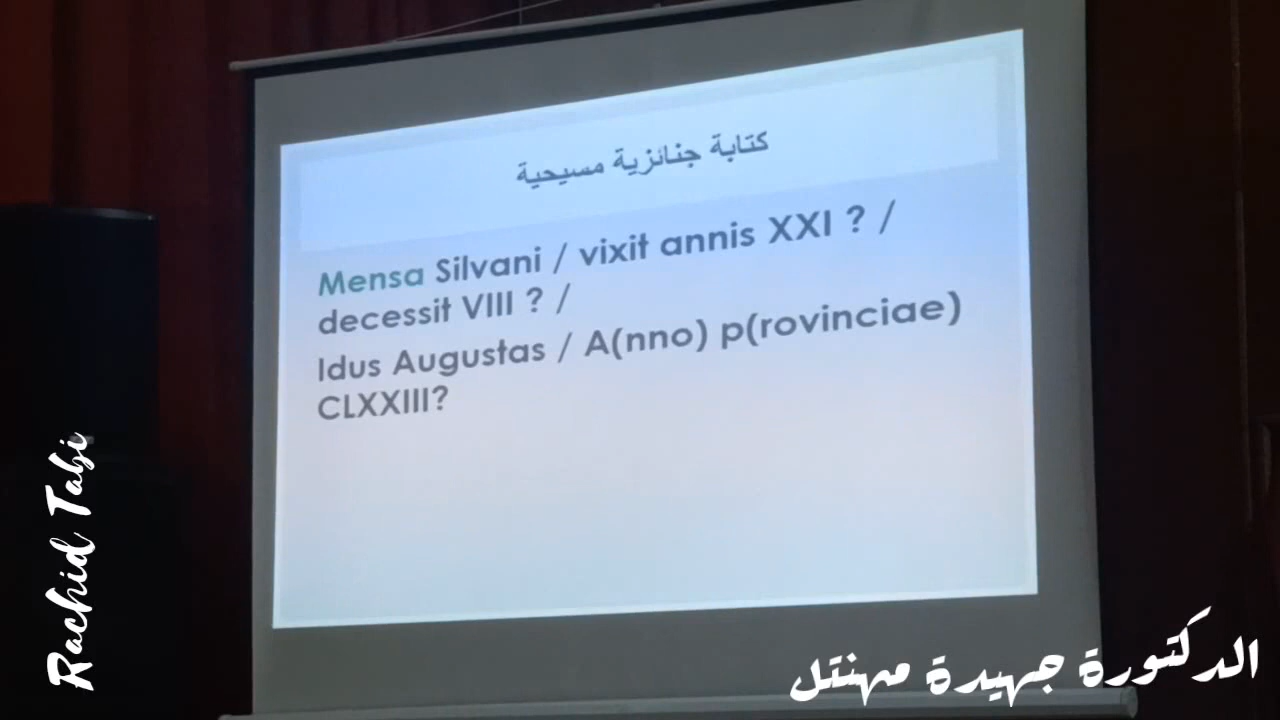 كتابة جنائزية مسيحية
Mensa Silvani / vixit annis XXI ? /
decessit VIII ? /
Idus Augustas / A(nno) p(rovinciae)
CLXXIII?
Rachid Tabi
الدكتورة جهيدة مهنتل